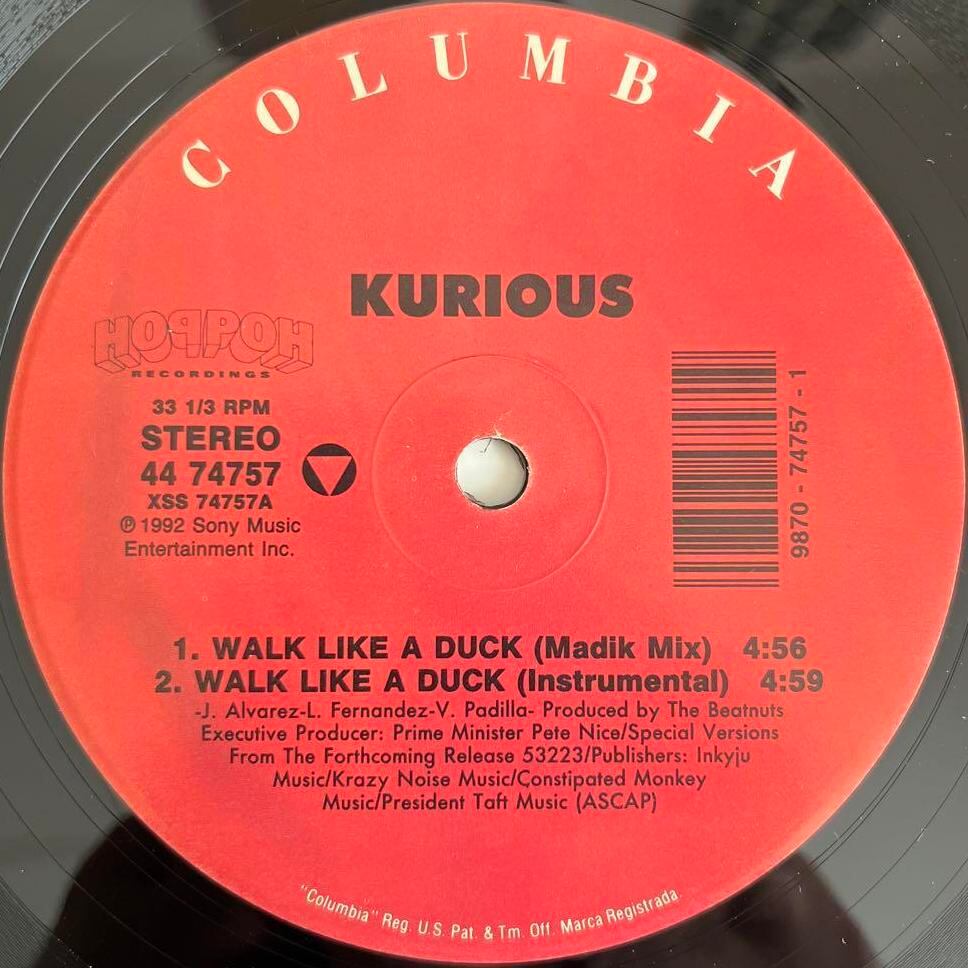 COLUMBIA
KURIOUS
HOPPOH
RECORDINGS
33 1/3 RPM
STEREO
44 74757
XSS 74757A
℗ 1992 Sony Music
Entertainment Inc.
9870 - 74757 - 1
1. WALK LIKE A DUCK (Madik Mix) 4:56
2. WALK LIKE A DUCK (Instrumental) 4:59
-J. Alvarez-L. Fernandez-V. Padilla- Produced by The Beatnuts
Executive Producer: Prime Minister Pete Nice/Special Versions
From The Forthcoming Release 53223/Publishers: Inkyju
Music/Krazy Noise Music/Constipated Monkey
Music/President Taft Music (ASCAP)
"Columbia" Reg. U.S. Pat. & Tm. Off. Marca Registrada.